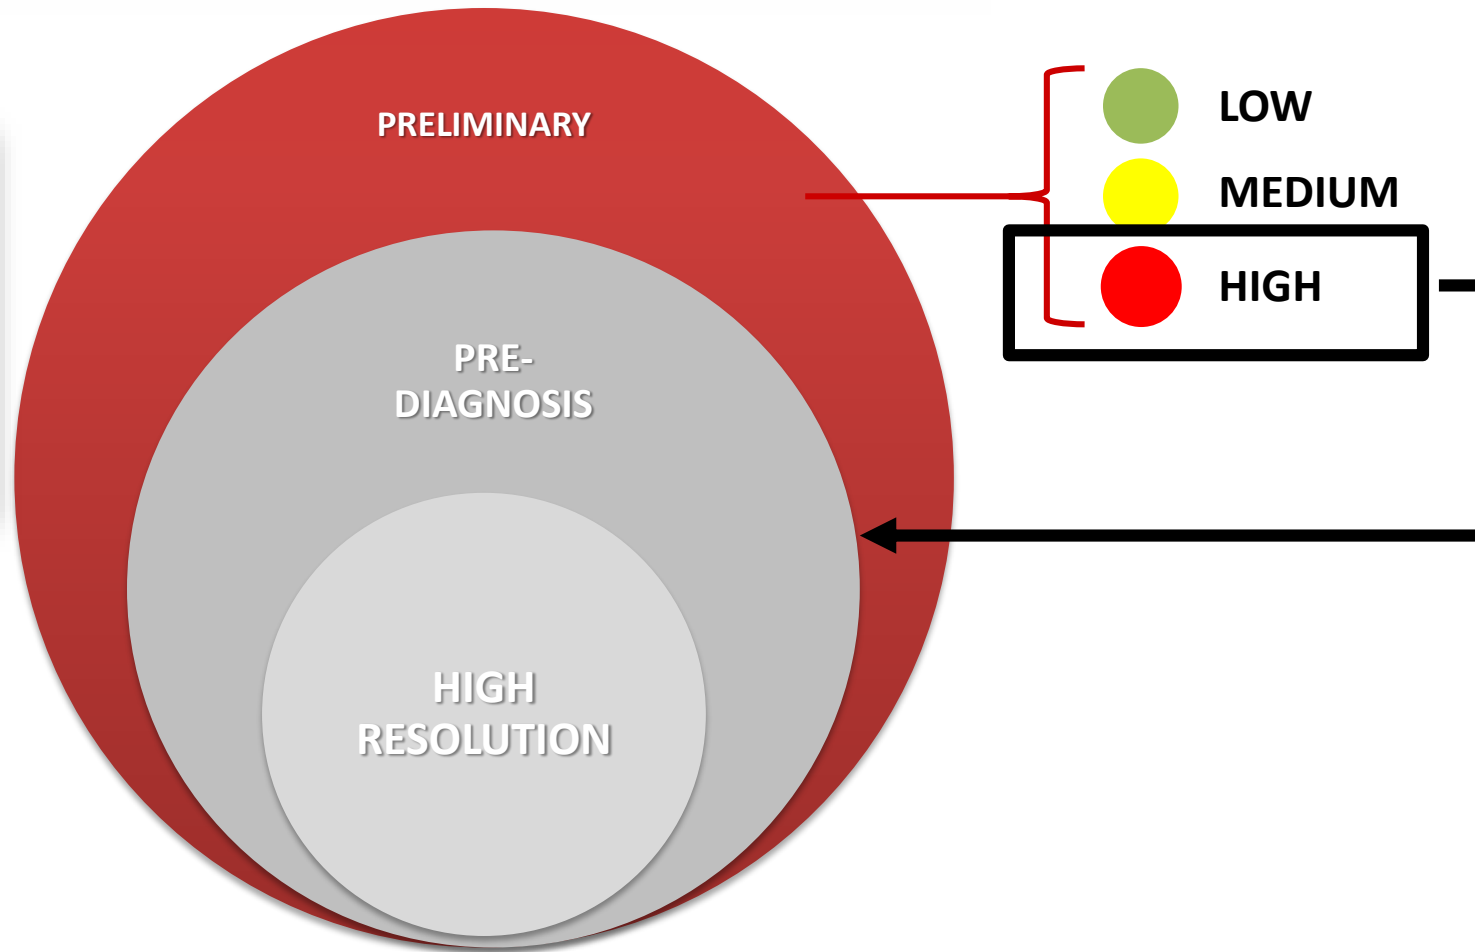 PRELIMINARY
LOW
MEDIUM
HIGH
PRE-
DIAGNOSIS
HIGH
RESOLUTION